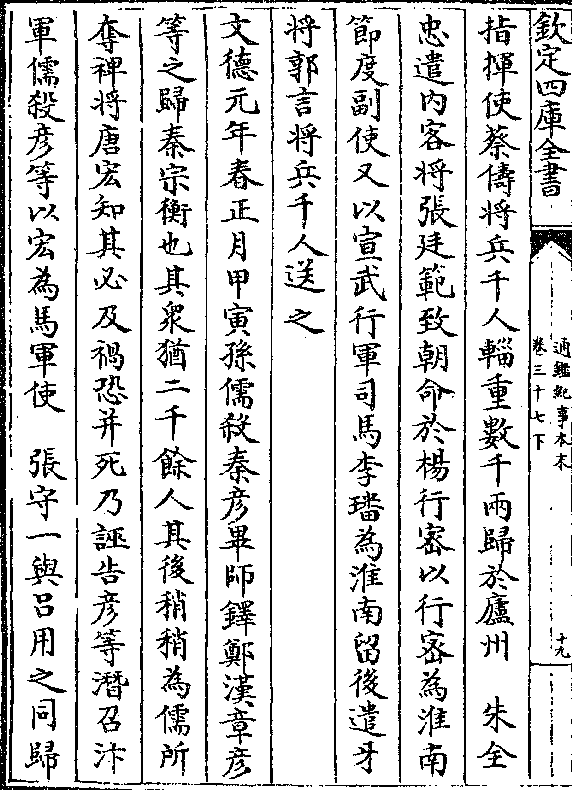 欽定四庫全書
通鑑紀事本末
卷三十七下
十九
指揮使蔡儔將兵千人輜重數千兩歸於廬州　朱全
忠遣內客將張廷範致朝命於楊行密以行密為淮南
節度副使又以宣武行軍司馬李璠為淮南留後遣牙
將郭言將兵千人送之
文德元年春正月甲寅孫儒殺秦彥畢師鐸鄭漢章彥
等之歸秦宗衡也其衆猶二千餘人其後稍稍為儒所
奪裨將唐宏知其必及禍恐并死乃誣告彥等潛召汴
軍儒殺彥等以宏為馬軍使　張守一與呂用之同歸